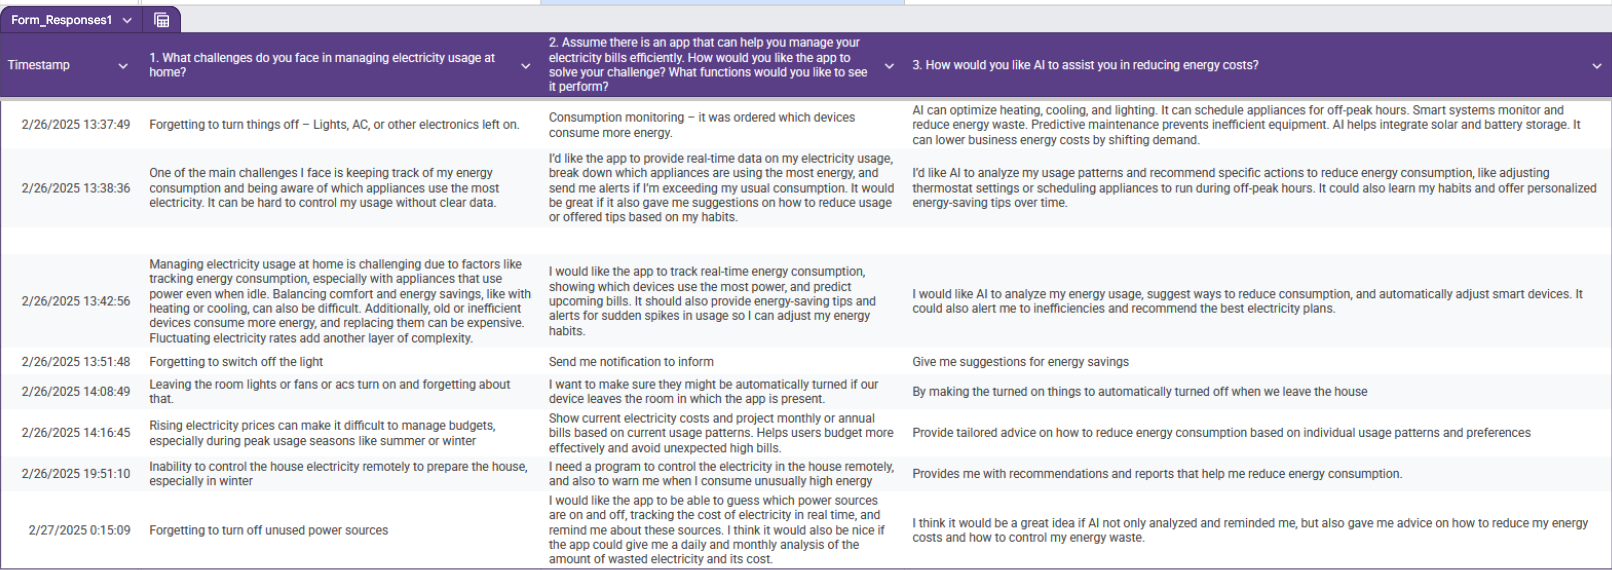 Form_Responses1
Timestamp
1. What challenges do you face in managing electricity usage at
home?
2. Assume there is an app that can help you manage your
electricity bills efficiently. How would you like the app to
solve your challenge? What functions would you like to see
it perform?
3. How would you like AI to assist you in reducing energy costs?
2/26/2025 13:37:49
Forgetting to turn things off – Lights, AC, or other electronics left on.
Consumption monitoring – it was ordered which devices
consume more energy.
AI can optimize heating, cooling, and lighting. It can schedule appliances for off-peak hours. Smart systems monitor and
reduce energy waste. Predictive maintenance prevents inefficient equipment. AI helps integrate solar and battery storage. It
can lower business energy costs by shifting demand.
2/26/2025 13:38:36
One of the main challenges I face is keeping track of my energy
consumption and being aware of which appliances use the most
electricity. It can be hard to control my usage without clear data.
I'd like the app to provide real-time data on my electricity usage,
break down which appliances are using the most energy, and
send me alerts if I'm exceeding my usual consumption. It would
be great if it also gave me suggestions on how to reduce usage
or offered tips based on my habits.
I'd like AI to analyze my usage patterns and recommend specific actions to reduce energy consumption, like adjusting
thermostat settings or scheduling appliances to run during off-peak hours. It could also learn my habits and offer personalized
energy-saving tips over time.
2/26/2025 13:42:56
Managing electricity usage at home is challenging due to factors like
tracking energy consumption, especially with appliances that use
power even when idle. Balancing comfort and energy savings, like with
heating or cooling, can also be difficult. Additionally, old or inefficient
devices consume more energy, and replacing them can be expensive.
Fluctuating electricity rates add another layer of complexity.
I would like the app to track real-time energy consumption,
showing which devices use the most power, and predict
upcoming bills. It should also provide energy-saving tips and
alerts for sudden spikes in usage so I can adjust my energy
habits.
I would like AI to analyze my energy usage, suggest ways to reduce consumption, and automatically adjust smart devices. It
could also alert me to inefficiencies and recommend the best electricity plans.
2/26/2025 13:51:48
Forgetting to switch off the light
Send me notification to inform
Give me suggestions for energy savings
2/26/2025 14:08:49
Leaving the room lights or fans or acs turn on and forgetting about
that.
I want to make sure they might be automatically turned if our
device leaves the room in which the app is present.
By making the turned on things to automatically turned off when we leave the house
2/26/2025 14:16:45
Rising electricity prices can make it difficult to manage budgets,
especially during peak usage seasons like summer or winter
Show current electricity costs and project monthly or annual
bills based on current usage patterns. Helps users budget more
effectively and avoid unexpected high bills.
Provide tailored advice on how to reduce energy consumption based on individual usage patterns and preferences
2/26/2025 19:51:10
Inability to control the house electricity remotely to prepare the house,
especially in winter
I need a program to control the electricity in the house remotely,
and also to warn me when I consume unusually high energy
Provides me with recommendations and reports that help me reduce energy consumption.
2/27/2025 0:15:09
Forgetting to turn off unused power sources
I would like the app to be able to guess which power sources
are on and off, tracking the cost of electricity in real time, and
remind me about these sources. I think it would also be nice if
the app could give me a daily and monthly analysis of the
amount of wasted electricity and its cost.
I think it would be a great idea if AI not only analyzed and reminded me, but also gave me advice on how to reduce my energy
costs and how to control my energy waste.